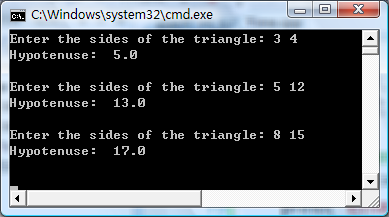 C:\Windows\system32\cmd.exe
Enter the sides of the triangle: 3 4
Hypotenuse:  5.0
Enter the sides of the triangle: 5 12
Hypotenuse:  13.0
Enter the sides of the triangle: 8 15
Hypotenuse:  17.0